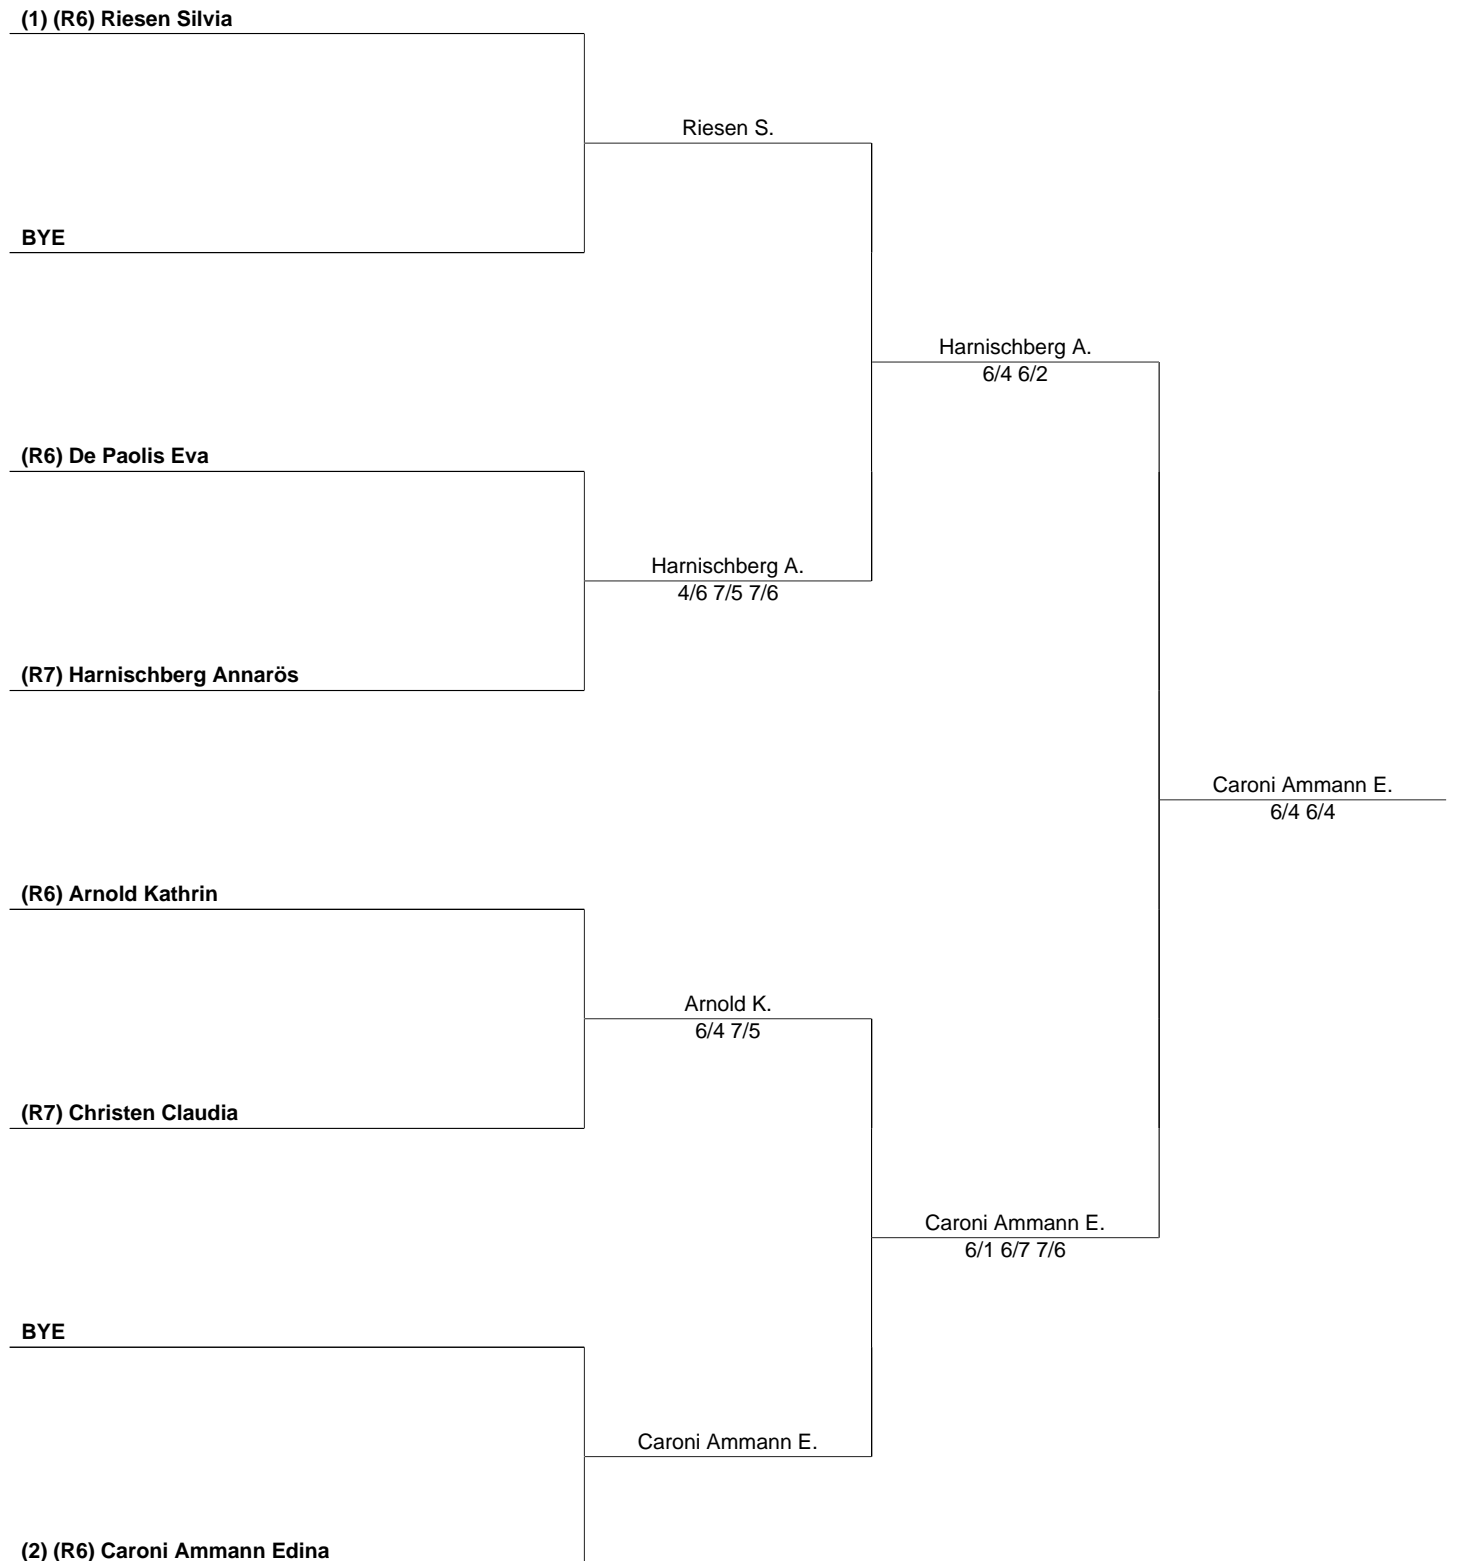 (1) (R6) Riesen Silvia
Riesen S.
BYE
Harnischberg A.
6/4 6/2
(R6) De Paolis Eva
Harnischberg A.
4/6 7/5 7/6
(R7) Harnischberg Annarös
Caroni Ammann E.
6/4 6/4
(R6) Arnold Kathrin
Arnold K.
6/4 7/5
(R7) Christen Claudia
Caroni Ammann E.
6/1 6/7 7/6
BYE
Caroni Ammann E.
(2) (R6) Caroni Ammann Edina